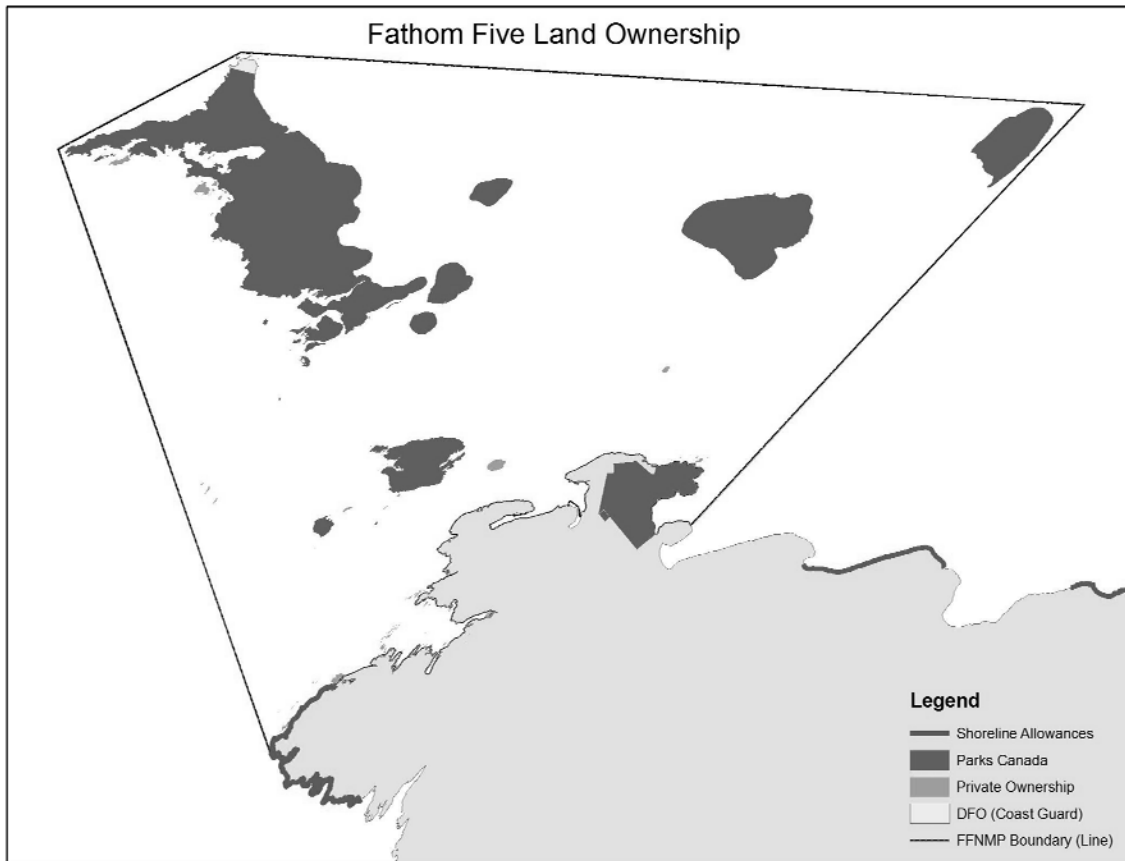 Fathom Five Land Ownership
Legend
Shoreline Allowances
Parks Canada
Private Ownership
DFO (Coast Guard)
FFNMP Boundary (Line)